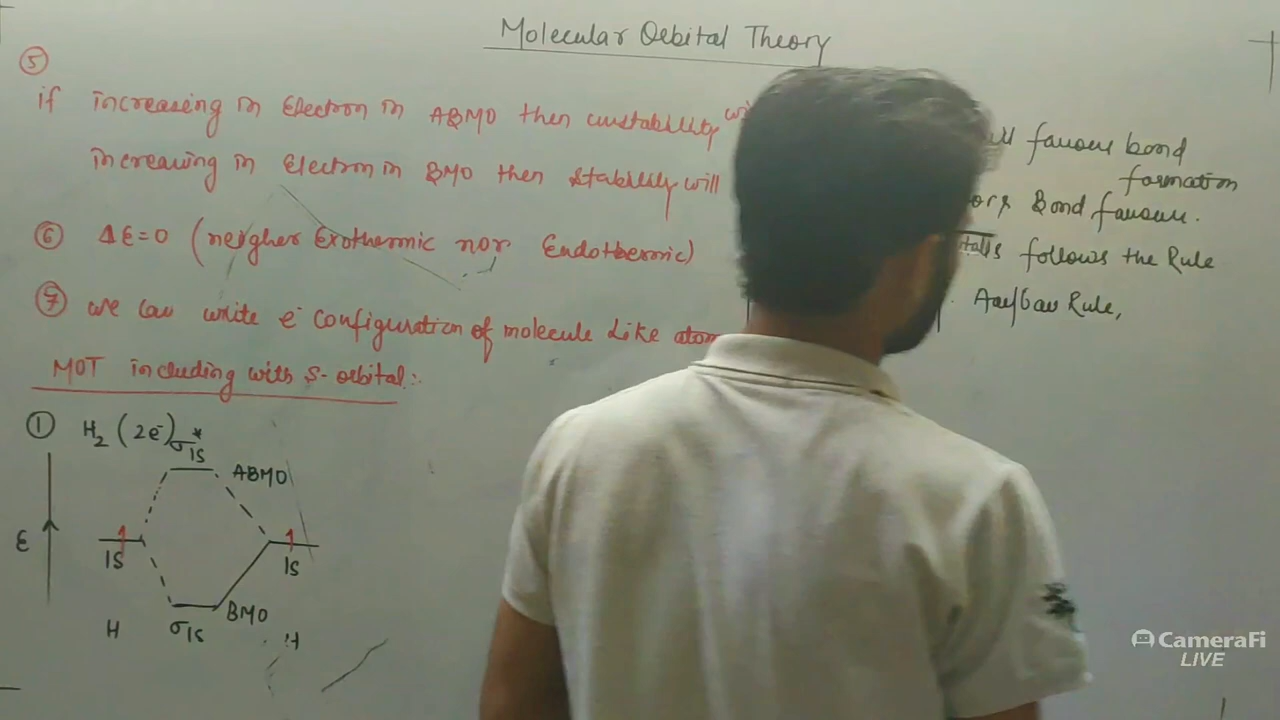 Molecular Orbital Theory
⑤
if increasing in Electron in ABMO then unstability
increasing in Electron in BMO then Stability will
favour bond
formation
Bond favour.
follows the Rule
Rule,
⑥ ΔE=0 (neigher Exothermic nor Endothermic)
⑦ we can write e⁻ configuration of molecule Like atom
MOT including with S-orbital:
① H₂ (2e⁻)
σ*1s
ABMO
E
1s
1s
BMO
H
σ1s
H
CameraFi
LIVE